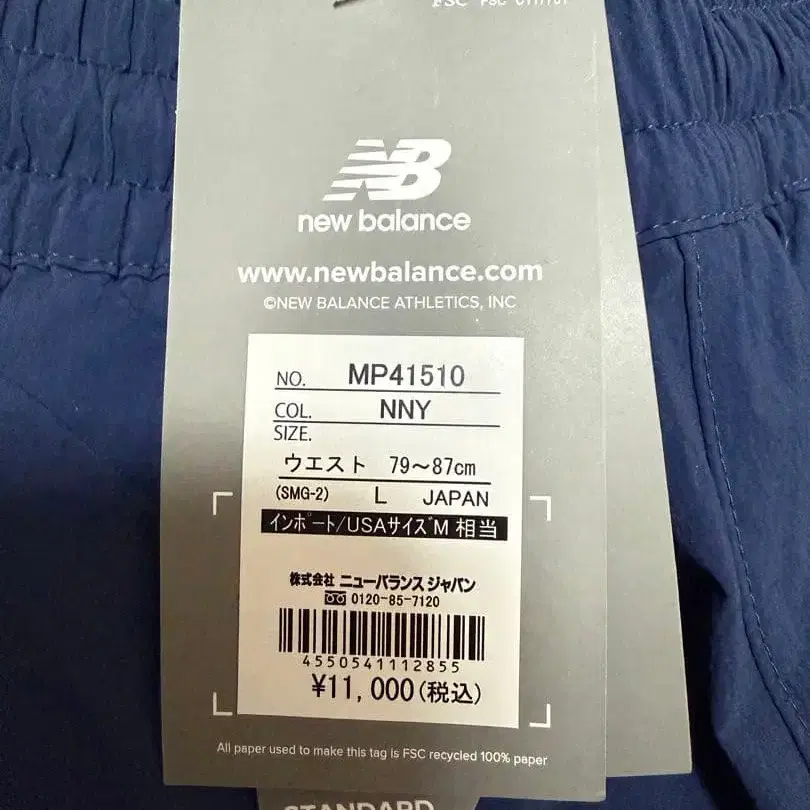 new balance
www.newbalance.com
©NEW BALANCE ATHLETICS, INC
NO. MP41510
COL. NNY
SIZE.
ウエスト 79～87cm
(SMG-2) L JAPAN
インポート/USAサイズM 相当
株式会社 ニューバランス ジャパン
0120-85-7120
4550541112855
¥11,000(税込)
All paper used to make this tag is FSC recycled 100% paper
STANDARD